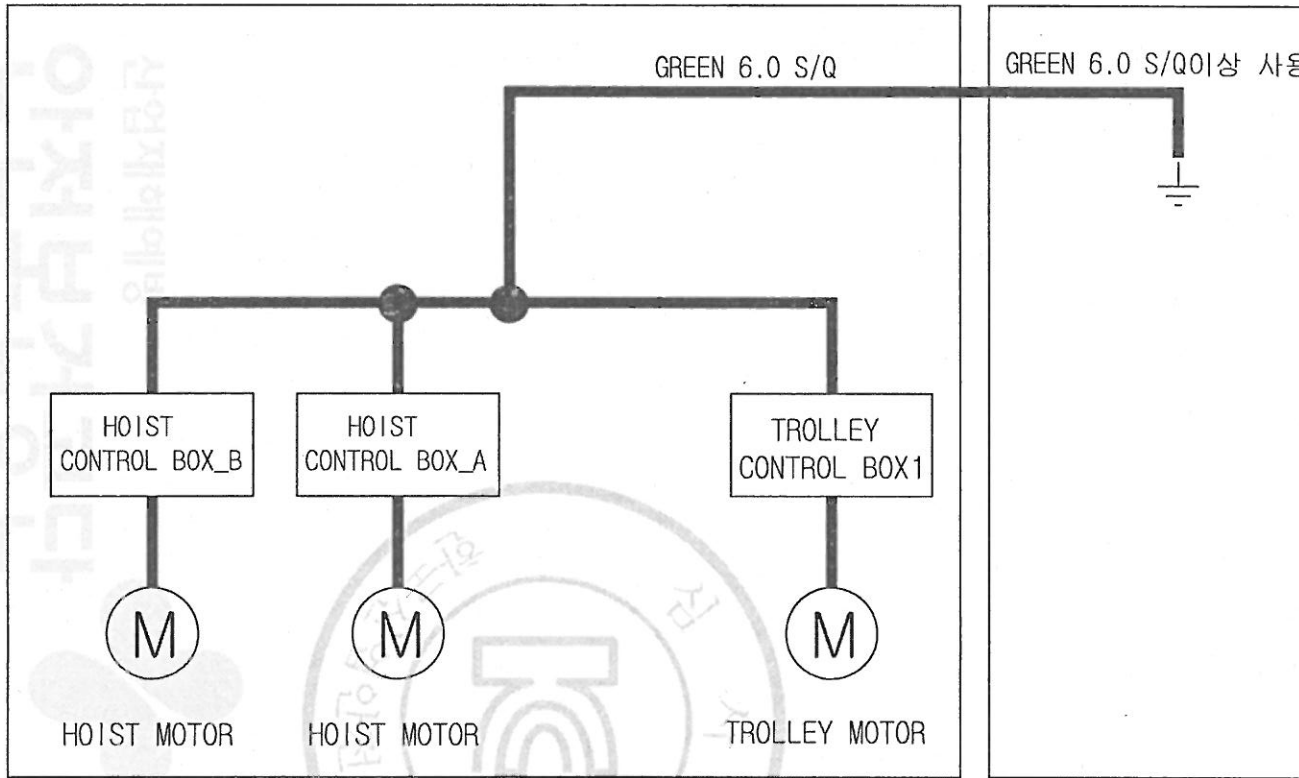 GREEN 6.0 S/Q
GREEN 6.0 S/Q이상 사용
HOIST
CONTROL BOX_B
HOIST
CONTROL BOX_A
TROLLEY
CONTROL BOX1
M
M
M
HOIST MOTOR
HOIST MOTOR
TROLLEY MOTOR